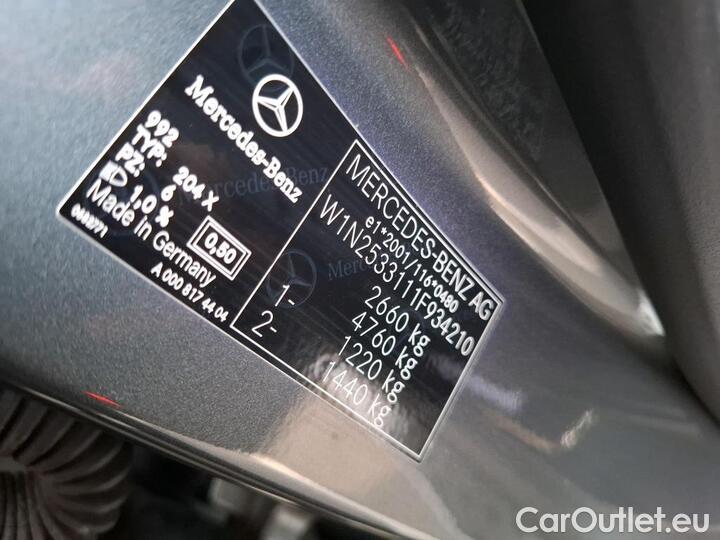 Mercedes-Benz
992
TYP: 204 X
PZ: 6
1,0 %
0,50
Made in Germany
A 000 817 44 04
MERCEDES-BENZ AG
e1*2001/116*0480
W1N2533111F934210
2660 kg
4760 kg
1- 1220 kg
2- 1440 kg
CarOutlet.eu